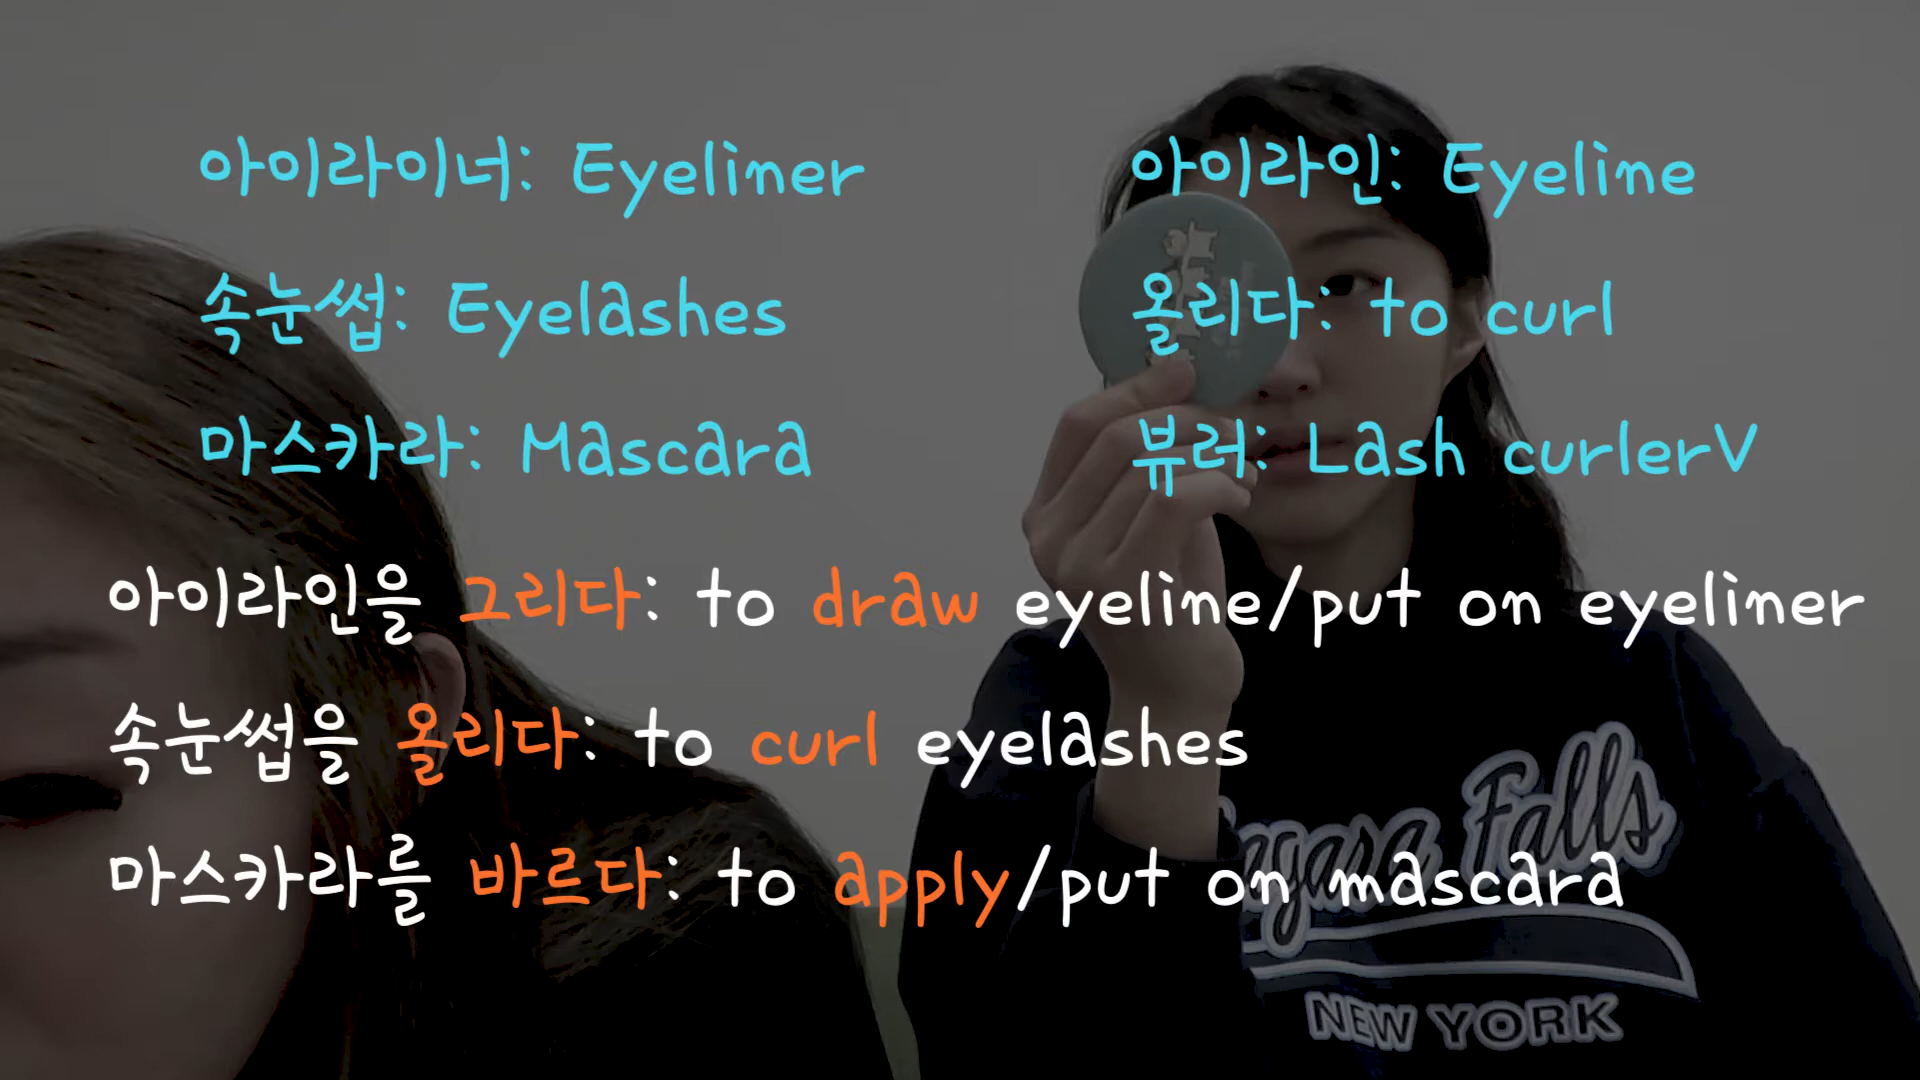 아이라이너: Eyeliner
아이라인: Eyeline
속눈썹: Eyelashes
올리다: to curl
마스카라: Mascara
뷰러: Lash curlerV
아이라인을 그리다: to draw eyeline/put on eyeliner
속눈썹을 올리다: to curl eyelashes
마스카라를 바르다: to apply/put on mascara
Falls
NEW YORK